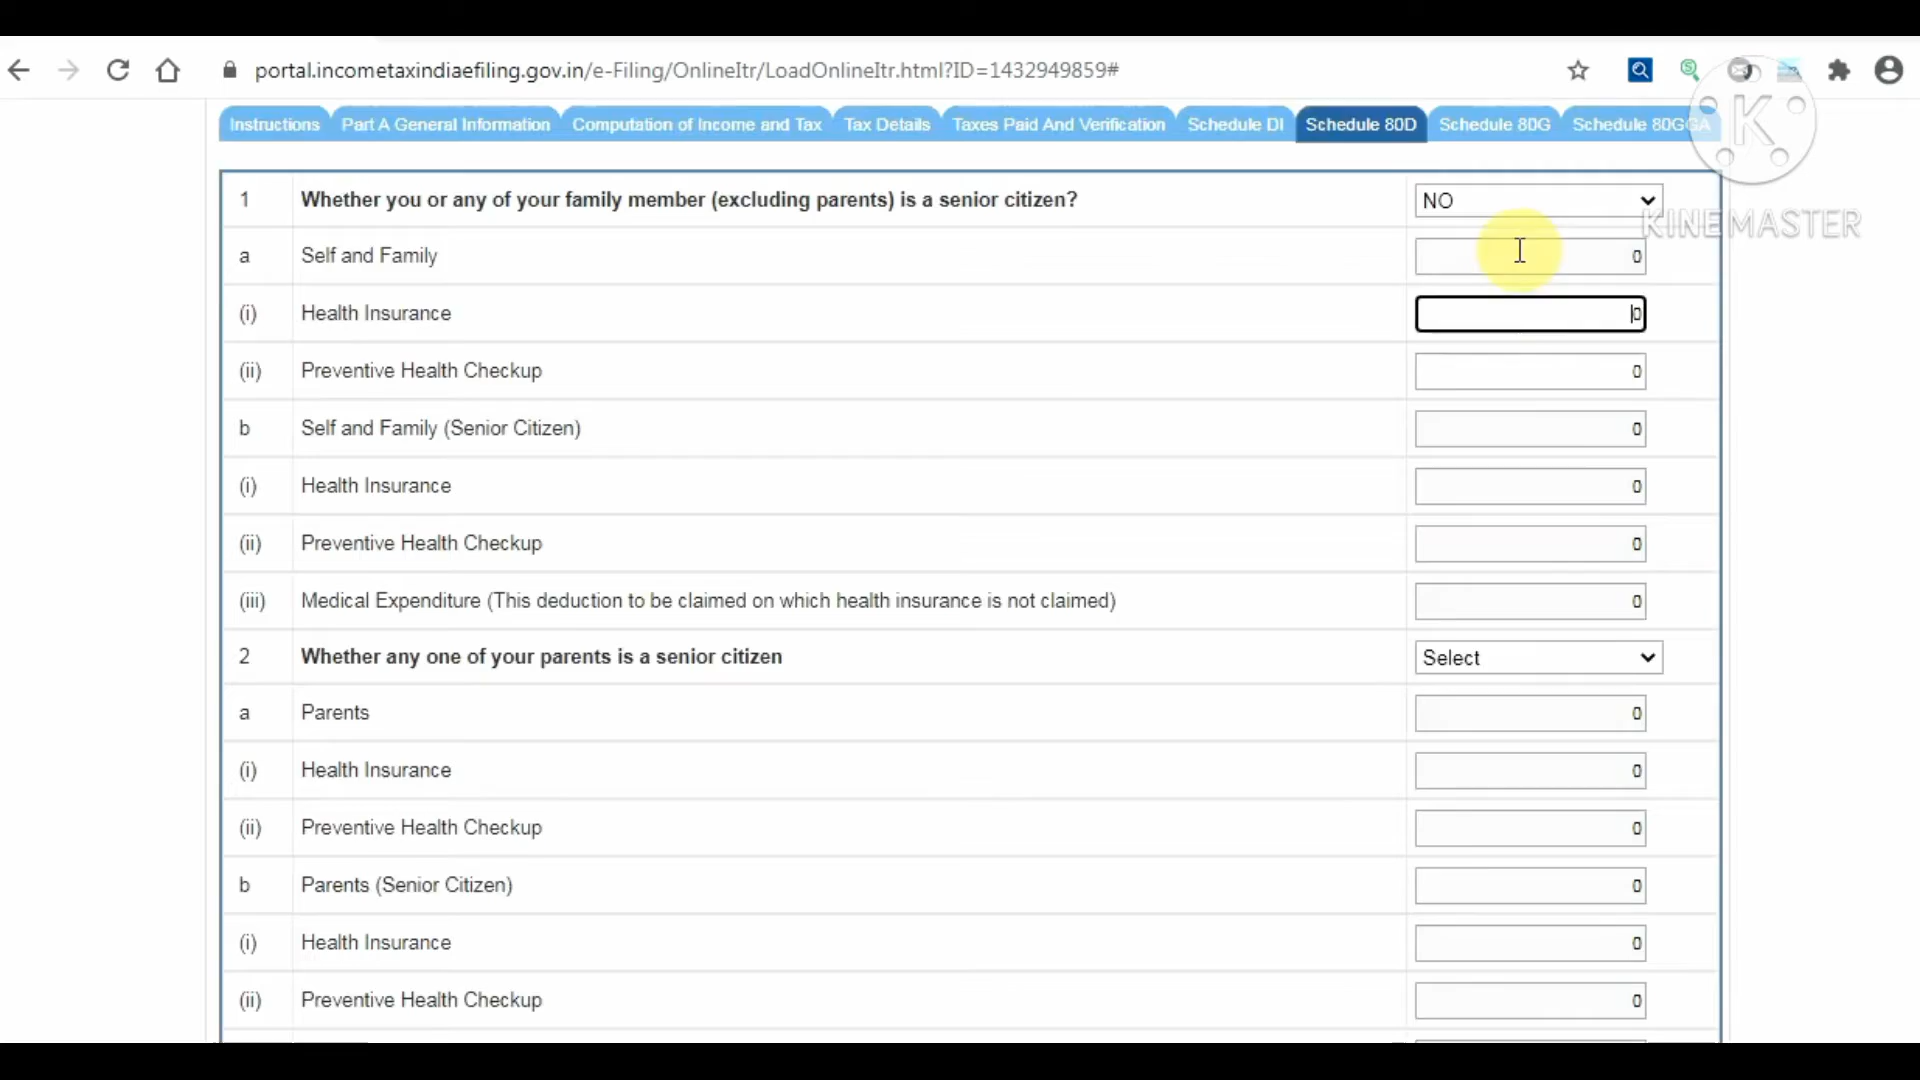 portal.incometaxindiaefiling.gov.in/e-Filing/OnlineItr/LoadOnlineItr.html?ID=1432949859#
Instructions Part A General Information Computation of Income and Tax Tax Details Taxes Paid And Verification Schedule DI Schedule 80D Schedule 80G Schedule 80GGA
K
KINEMASTER
1 Whether you or any of your family member (excluding parents) is a senior citizen? NO
a Self and Family 0
(i) Health Insurance 0
(ii) Preventive Health Checkup 0
b Self and Family (Senior Citizen) 0
(i) Health Insurance 0
(ii) Preventive Health Checkup 0
(iii) Medical Expenditure (This deduction to be claimed on which health insurance is not claimed) 0
2 Whether any one of your parents is a senior citizen Select
a Parents 0
(i) Health Insurance 0
(ii) Preventive Health Checkup 0
b Parents (Senior Citizen) 0
(i) Health Insurance 0
(ii) Preventive Health Checkup 0